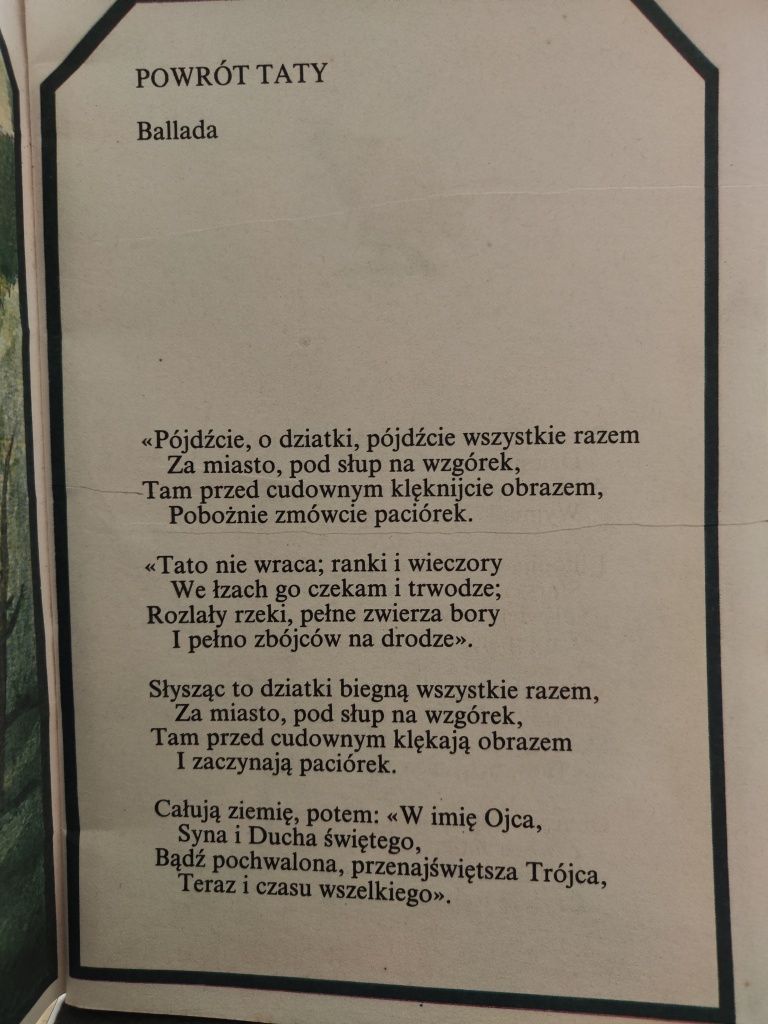 POWRÓT TATY
Ballada
«Pójdźcie, o dziatki, pójdźcie wszystkie razem
Za miasto, pod słup na wzgórek,
Tam przed cudownym klęknijcie obrazem,
Pobożnie zmówcie paciórek.
«Tato nie wraca; ranki i wieczory
We łzach go czekam i trwodze;
Rozlały rzeki, pełne zwierza bory
I pełno zbójców na drodze».
Słysząc to dziatki biegną wszystkie razem,
Za miasto, pod słup na wzgórek,
Tam przed cudownym klękają obrazem
I zaczynają paciórek.
Całują ziemię, potem: «W imię Ojca,
Syna i Ducha świętego,
Bądź pochwalona, przenajświętsza Trójca,
Teraz i czasu wszelkiego».